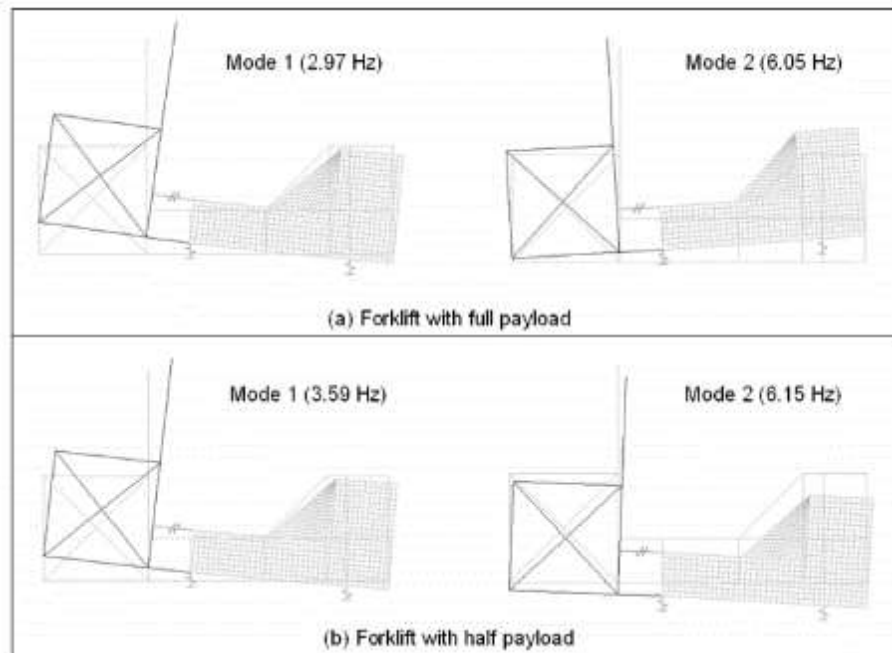 Mode 1 (2.97 Hz)
Mode 2 (6.05 Hz)
(a) Forklift with full payload
Mode 1 (3.59 Hz)
Mode 2 (6.15 Hz)
(b) Forklift with half payload